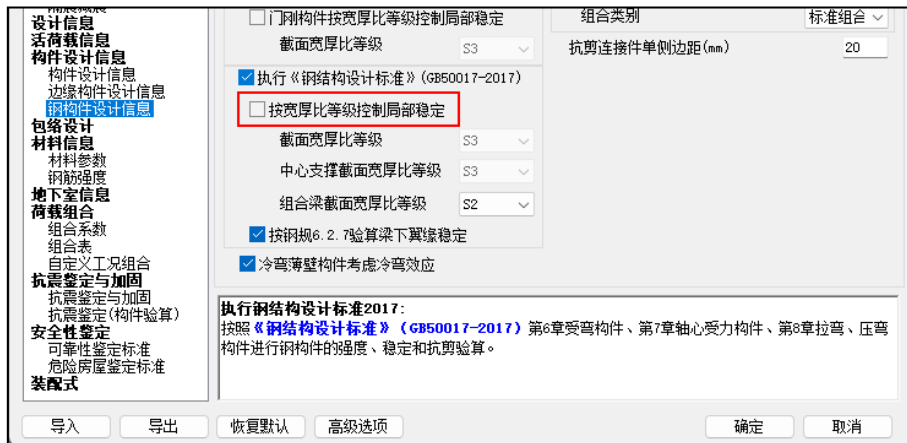 设计信息
活荷载信息
构件设计信息
构件设计信息
边缘构件设计信息
钢构件设计信息
包络设计
材料信息
材料参数
钢筋强度
地下室信息
荷载组合
组合系数
组合表
自定义工况组合
抗震鉴定与加固
抗震鉴定与加固
抗震鉴定(构件验算)
安全性鉴定
可靠性鉴定标准
危险房屋鉴定标准
装配式
门刚构件按宽厚比等级控制局部稳定
截面宽厚比等级 S3
执行《钢结构设计标准》(GB50017-2017)
按宽厚比等级控制局部稳定
截面宽厚比等级 S3
中心支撑截面宽厚比等级 S3
组合梁截面宽厚比等级 S2
按钢规6.2.7验算梁下翼缘稳定
冷弯薄壁构件考虑冷弯效应
组合类别 标准组合
抗剪连接件单侧边距(mm) 20
执行钢结构设计标准2017:
按照《钢结构设计标准》(GB50017-2017)第6章受弯构件、第7章轴心受力构件、第8章拉弯、压弯
构件进行钢构件的强度、稳定和抗剪验算。
导入 导出 恢复默认 高级选项 确定 取消